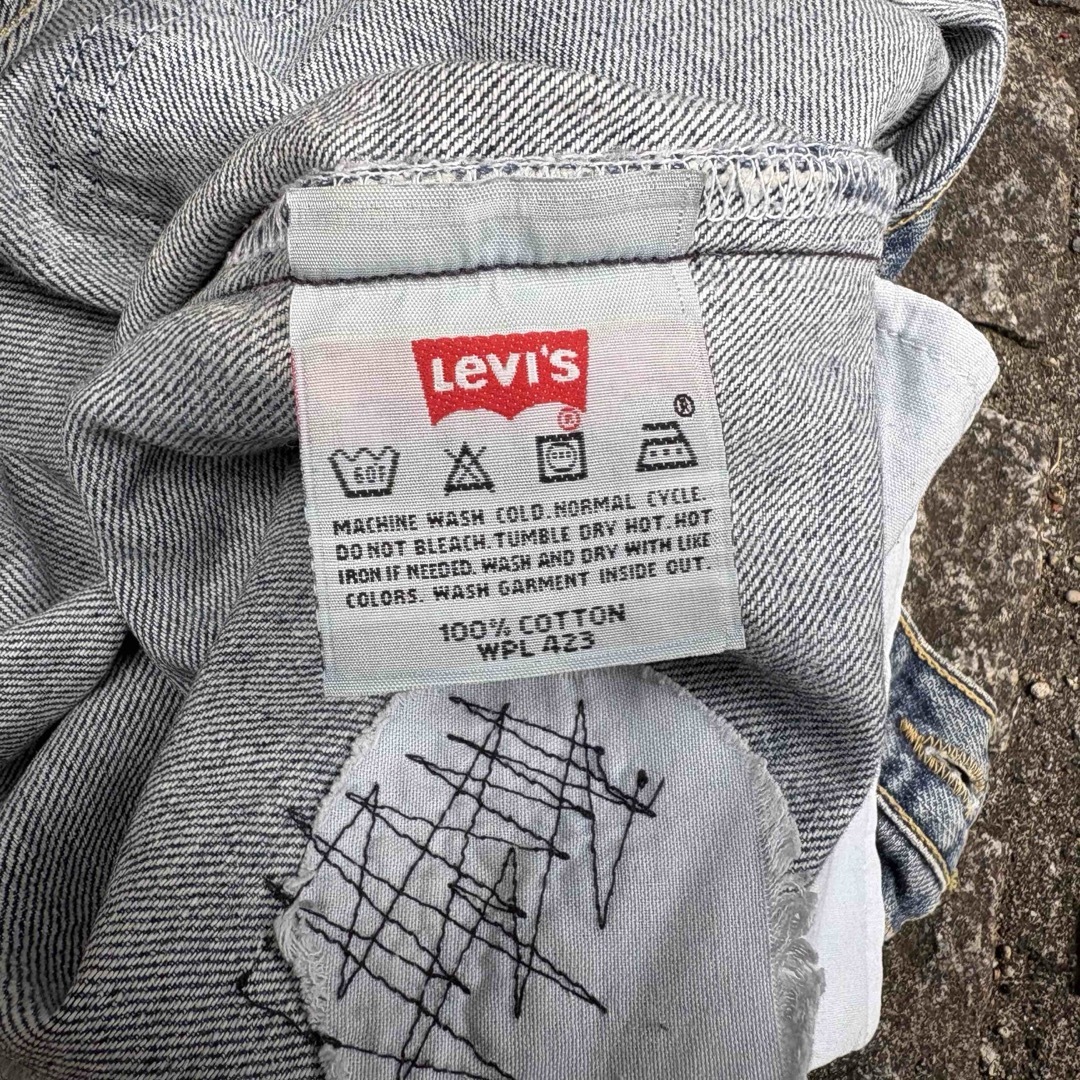 LEVI'S
®
60°
®
MACHINE WASH COLD. NORMAL CYCLE.
DO NOT BLEACH. TUMBLE DRY HOT. HOT
IRON IF NEEDED. WASH AND DRY WITH LIKE
COLORS. WASH GARMENT INSIDE OUT.
100% COTTON
WPL 423